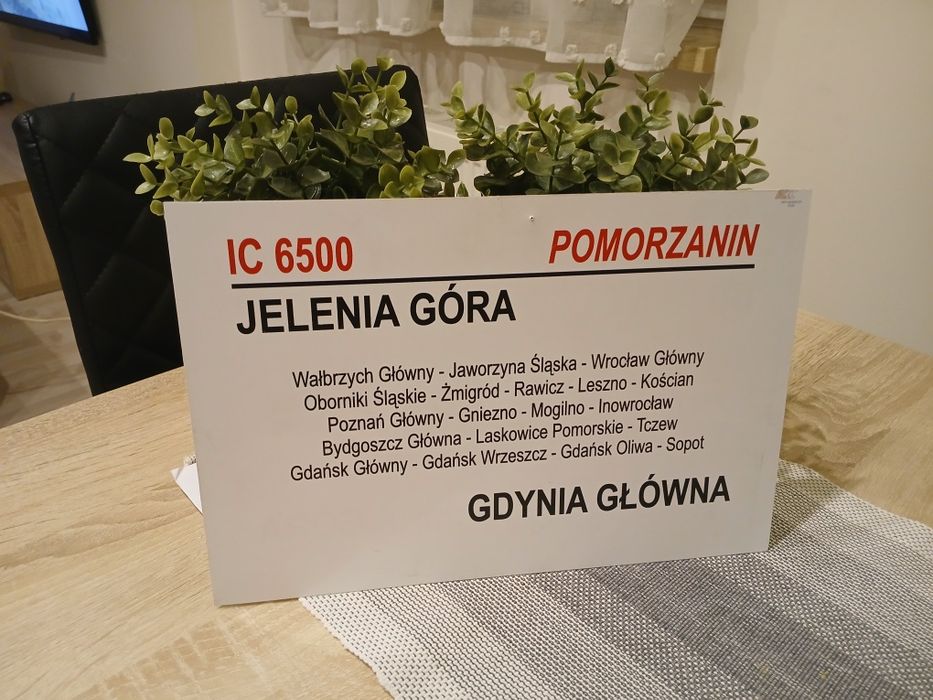 IC 6500 POMORZANIN
JELENIA GÓRA
Wałbrzych Główny - Jaworzyna Śląska - Wrocław Główny
Oborniki Śląskie - Żmigród - Rawicz - Leszno - Kościan
Poznań Główny - Gniezno - Mogilno - Inowrocław
Bydgoszcz Główna - Laskowice Pomorskie - Tczew
Gdańsk Główny - Gdańsk Wrzeszcz - Gdańsk Oliwa - Sopot
GDYNIA GŁÓWNA